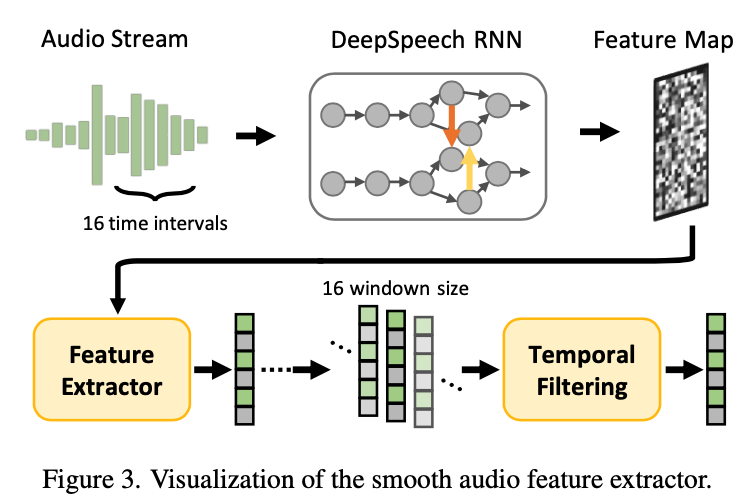 Audio Stream
DeepSpeech RNN
Feature Map
16 time intervals
16 windown size
Feature
Extractor
Temporal
Filtering
Figure 3. Visualization of the smooth audio feature extractor.